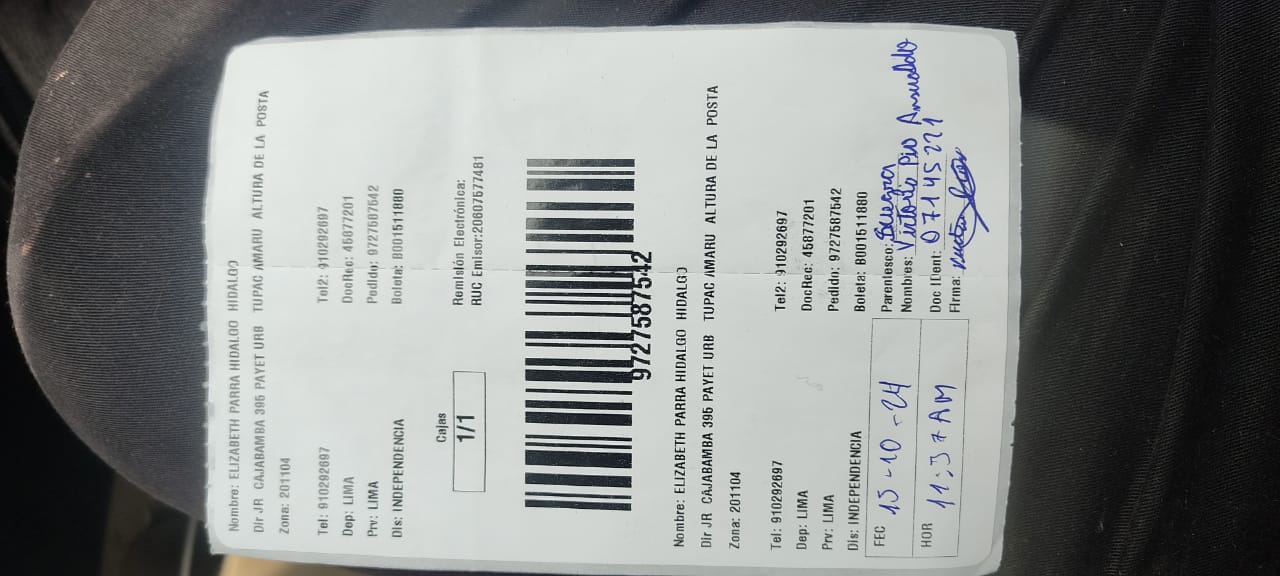 Nombre: ELIZABETH PARRA HIDALGO HIDALGO
Dir JR CAJABAMBA 395 PAYET URB TUPAC AMARU ALTURA DE LA POSTA
Zona: 201104
Tel: 910292697 Tel2: 910292697
Dep: LIMA DocRec: 45877201
Prv: LIMA Pedido: 9727587542
Dis: INDEPENDENCIA Boleta: B001511880
Cajas
1/1
Remisión Electrónica:
RUC Emisor:20607577481
9727587542
Nombre: ELIZABETH PARRA HIDALGO HIDALGO
Dir JR CAJABAMBA 395 PAYET URB TUPAC AMARU ALTURA DE LA POSTA
Zona: 201104
Tel: 910292697 Tel2: 910292697
Dep: LIMA DocRec: 45877201
Prv: LIMA Pedido: 9727587542
Dis: INDEPENDENCIA Boleta: B001511880
FEC 15-10-24
HOR 11:37 AM
Parentesco:
Nombres: Pio
Doc IDent: 07145221
Firma: